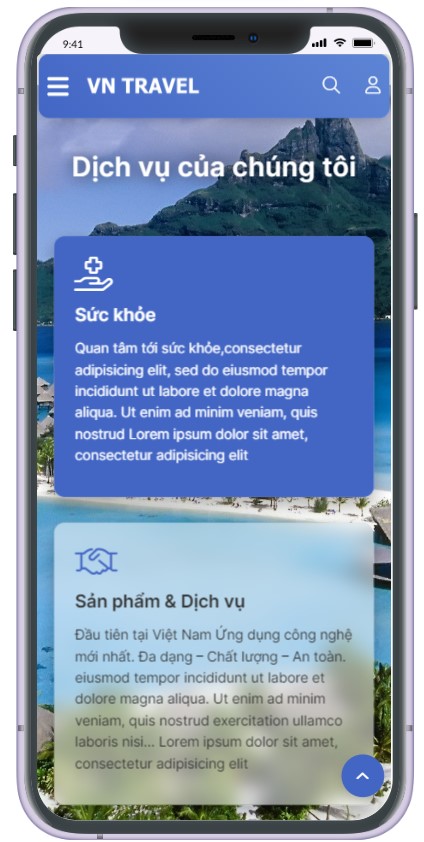 9:41
VN TRAVEL
Dịch vụ của chúng tôi
Sức khỏe
Quan tâm tới sức khỏe,consectetur
adipisicing elit, sed do eiusmod tempor
incididunt ut labore et dolore magna
aliqua. Ut enim ad minim veniam, quis
nostrud Lorem ipsum dolor sit amet,
consectetur adipisicing elit
Sản phẩm & Dịch vụ
Đầu tiên tại Việt Nam Ứng dụng công nghệ
mới nhất. Đa dạng – Chất lượng – An toàn.
eiusmod tempor incididunt ut labore et
dolore magna aliqua. Ut enim ad minim
veniam, quis nostrud exercitation ullamco
laboris nisi... Lorem ipsum dolor sit amet,
consectetur adipisicing elit